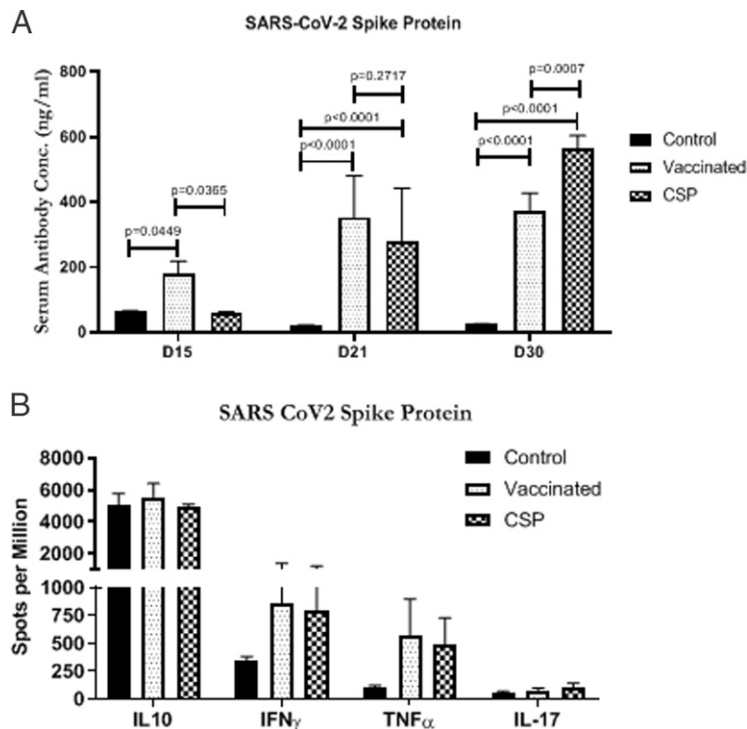 A
SARS-CoV-2 Spike Protein
Serum Antibody Conc. (ng/ml)
800
600
400
200
0
p=0.0449
p=0.0365
p<0.0001
p<0.0001
p=0.2717
p<0.0001
p<0.0001
p=0.0007
D15
D21
D30
Control
Vaccinated
CSP
B
SARS CoV2 Spike Protein
Spots per Million
8000
6000
4000
2000
1000
750
500
250
0
IL10
IFNγ
TNFα
IL-17
Control
Vaccinated
CSP